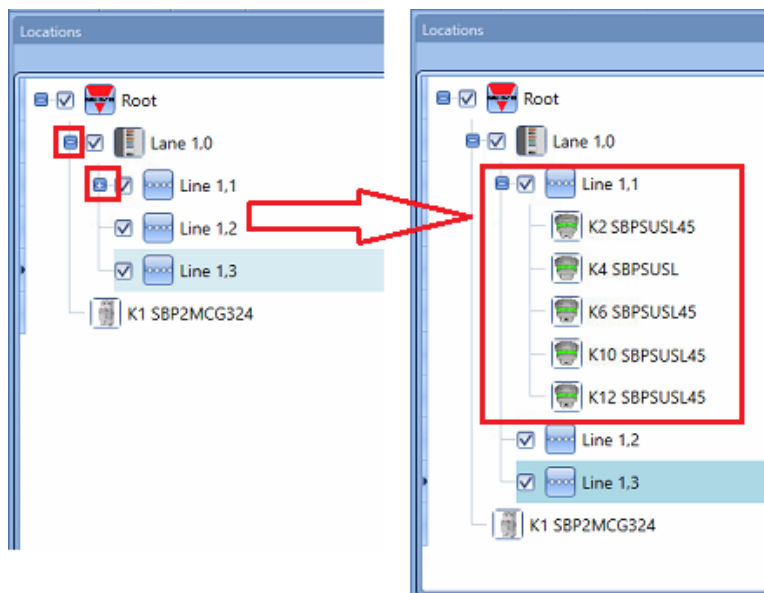 Locations
Root
Lane 1,0
Line 1,1
Line 1,2
Line 1,3
K1 SBP2MCG324
Locations
Root
Lane 1,0
Line 1,1
K2 SBPSUSL45
K4 SBPSUSL
K6 SBPSUSL45
K10 SBPSUSL45
K12 SBPSUSL45
Line 1,2
Line 1,3
K1 SBP2MCG324